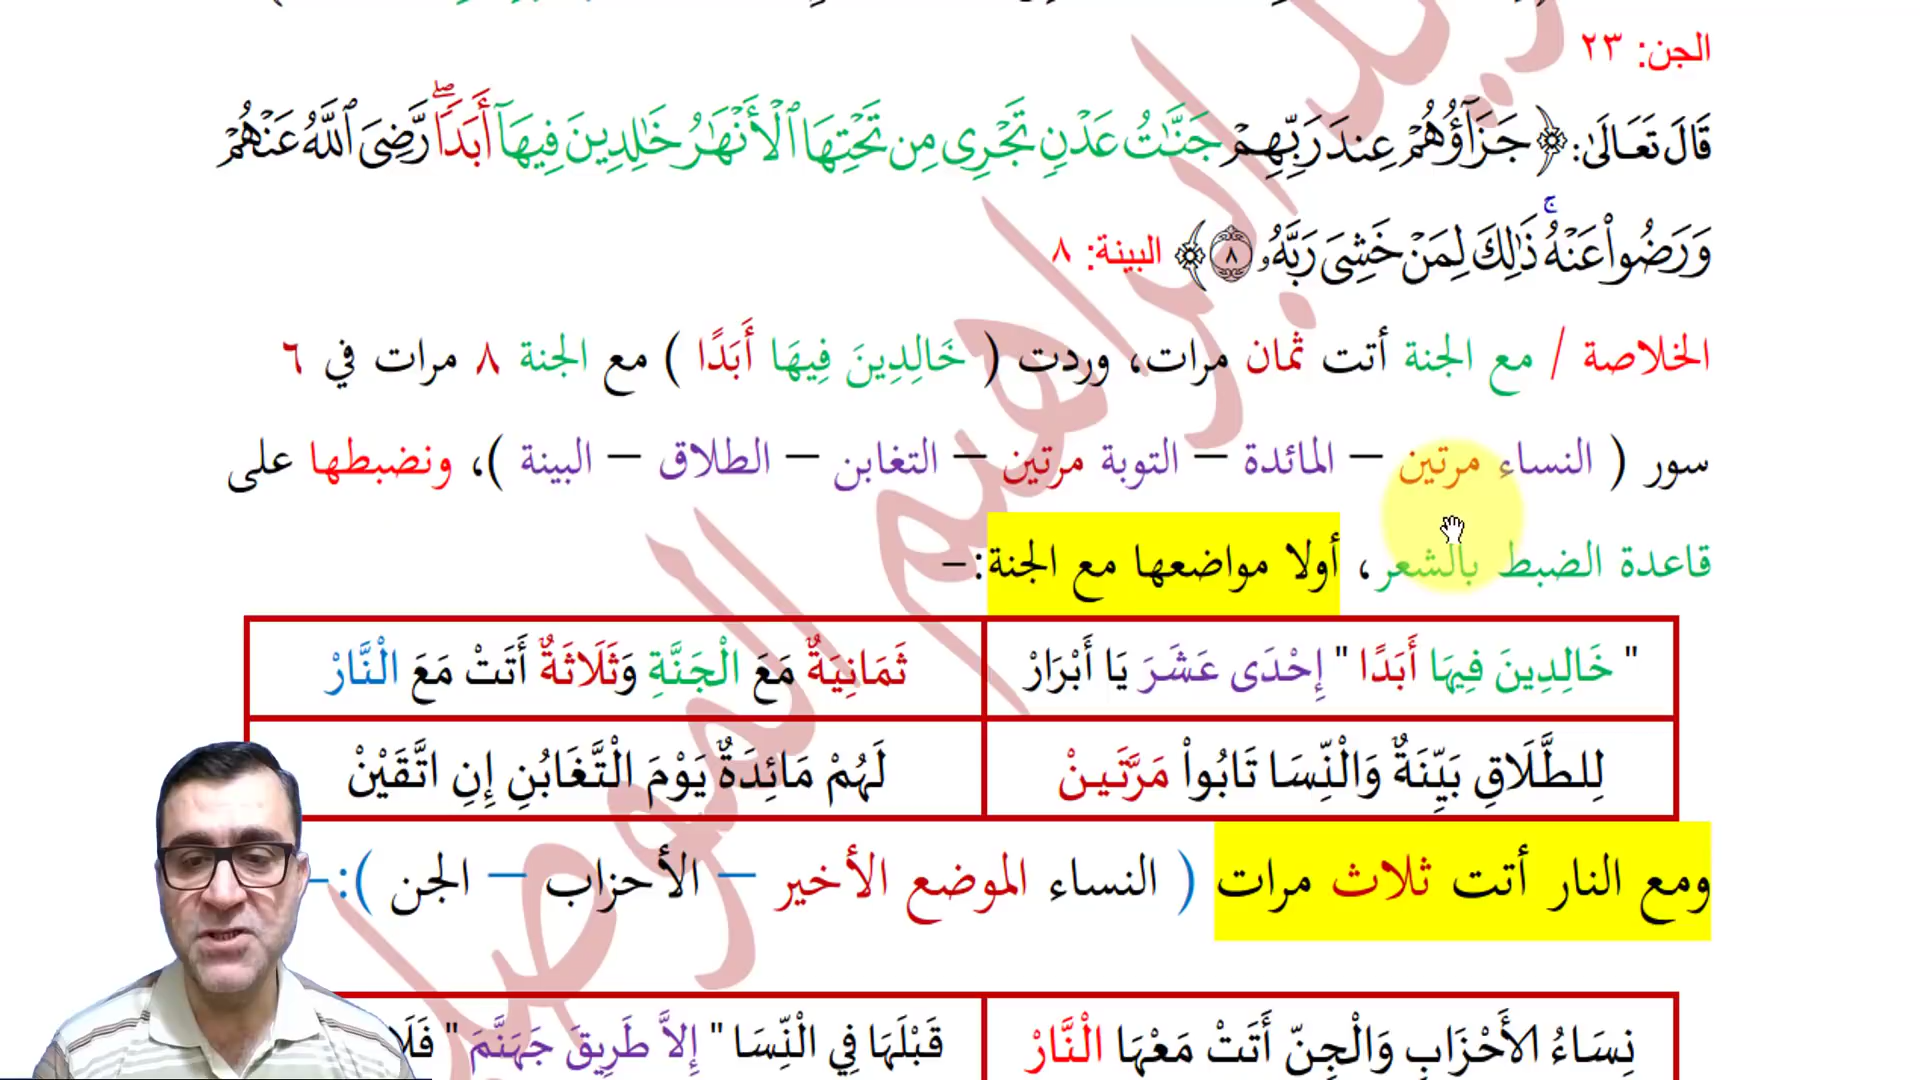 الجن: ٢٣
قَالَ تَعَالَىٰ: ﴿ جَزَآؤُهُمْ عِندَ رَبِّهِمْ جَنَّٰتُ عَدْنٍ تَجْرِى مِن تَحْتِهَا ٱلْأَنْهَٰرُ خَٰلِدِينَ فِيهَآ أَبَدًۭا ۖ رَّضِىَ ٱللَّهُ عَنْهُمْ
وَرَضُوا۟ عَنْهُ ۚ ذَٰلِكَ لِمَنْ خَشِىَ رَبَّهُۥ ٨ ﴾ البينة: ٨
الخلاصة / مع الجنة أتت ثمان مرات، وردت ( خَالِدِينَ فِيهَا أَبَدًا ) مع الجنة ٨ مرات في ٦
سور ( النساء مرتين – المائدة – التوبة مرتين – التغابن – الطلاق – البينة )، ونضبطها على
قاعدة الضبط بالشعر، أولا مواضعها مع الجنة:–
" خَالِدِينَ فِيهَا أَبَدًا " إِحْدَى عَشَرَ يَا أَبْرَارْ ثَمَانِيَةٌ مَعَ الْجَنَّةِ وَثَلَاثَةٌ أَتَتْ مَعَ النَّارْ
لِلطَّلَاقِ بَيِّنَةٌ وَالْنِّسَا تَابُواْ مَرَّتَـيـنْ لَهُمْ مَائِدَةٌ يَوْمَ الْتَّغَابُنِ إِنِ اتَّقَيْنْ
ومع النار أتت ثلاث مرات ( النساء الموضع الأخير – الأحزاب – الجن ):–
نِسَاءُ الأَحْزَابِ وَالْجِنّ أَتَتْ مَعْهَا الْنَّارْ قَبْلَهَا فِي الْنِّسَا " إِلاَّ طَرِيقَ جَهَنَّمَ "